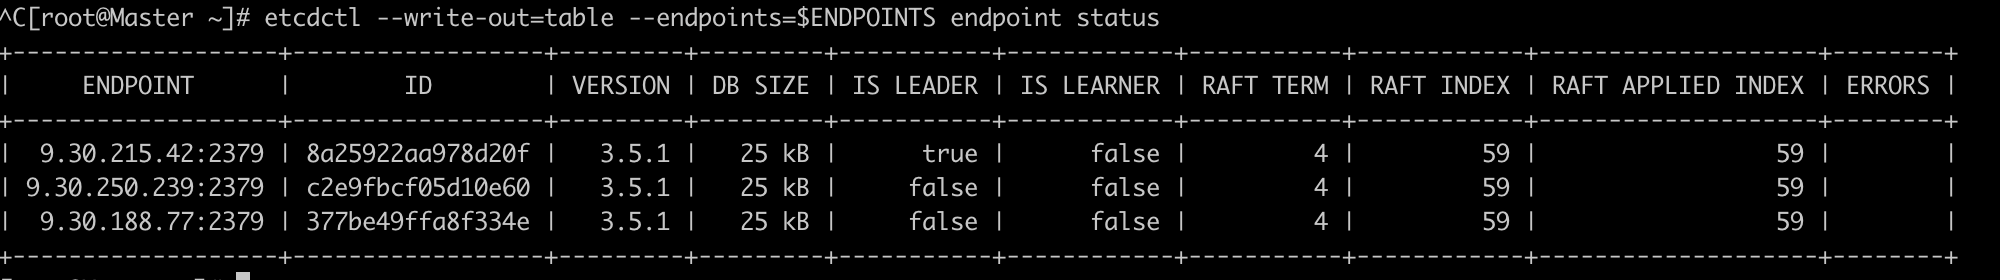 ^C[root@Master ~]# etcdctl --write-out=table --endpoints=$ENDPOINTS endpoint status
+-------------------+------------------+---------+---------+-----------+------------+-----------+------------+--------------------+--------+
|     ENDPOINT      |        ID        | VERSION | DB SIZE | IS LEADER | IS LEARNER | RAFT TERM | RAFT INDEX | RAFT APPLIED INDEX | ERRORS |
+-------------------+------------------+---------+---------+-----------+------------+-----------+------------+--------------------+--------+
|  9.30.215.42:2379 | 8a25922aa978d20f |   3.5.1 |   25 kB |      true |      false |         4 |         59 |                 59 |        |
| 9.30.250.239:2379 | c2e9fbcf05d10e60 |   3.5.1 |   25 kB |     false |      false |         4 |         59 |                 59 |        |
|  9.30.188.77:2379 | 377be49ffa8f334e |   3.5.1 |   25 kB |     false |      false |         4 |         59 |                 59 |        |
+-------------------+------------------+---------+---------+-----------+------------+-----------+------------+--------------------+--------+